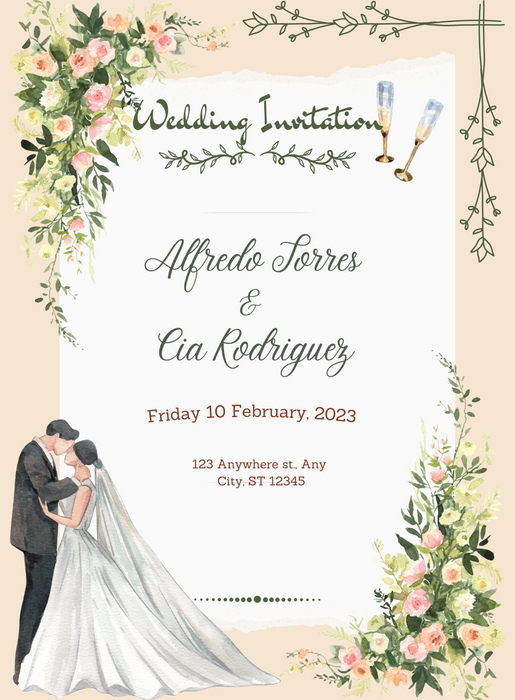 Wedding Invitation
Alfredo Torres
&
Cia Rodriguez
Friday 10 February, 2023
123 Anywhere st., Any
City, ST 12345